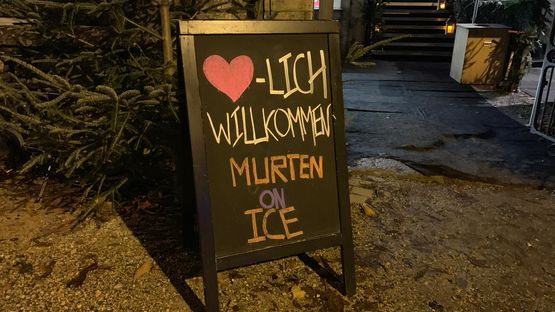 ❤-LICH
WILLKOMMEN
MURTEN
ON
ICE